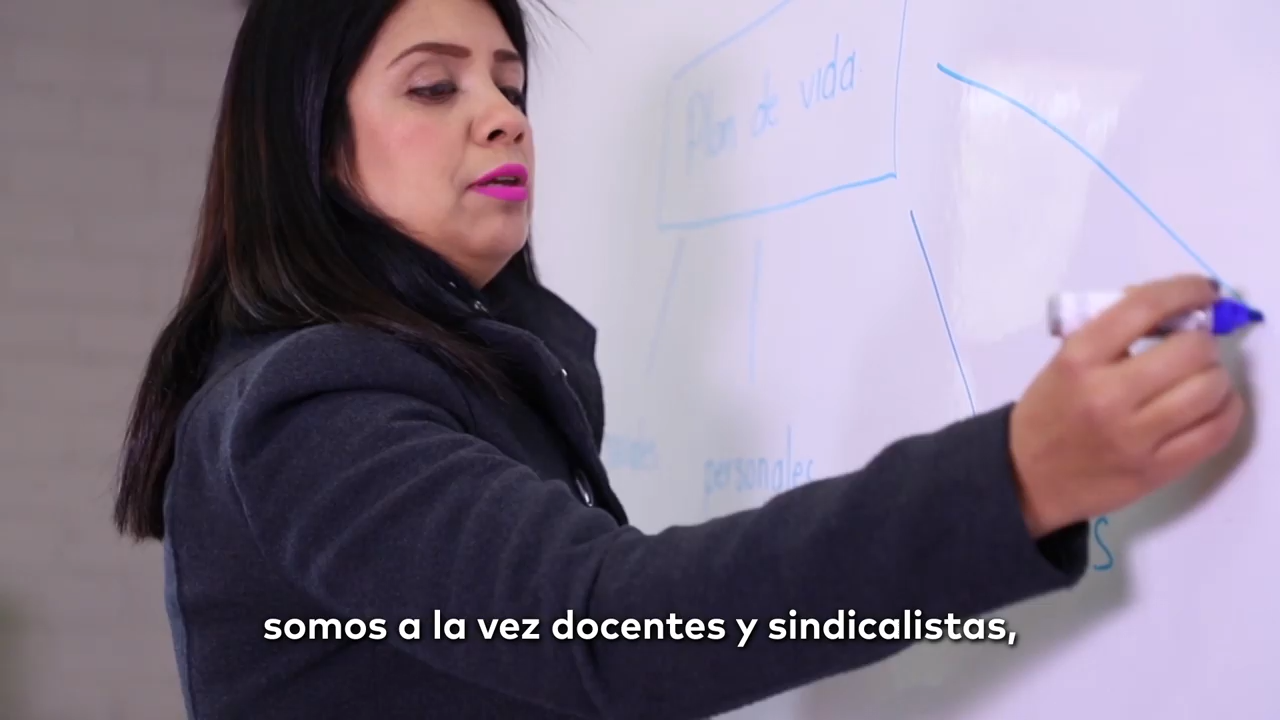 Plan de vida
personales
s
somos a la vez docentes y sindicalistas,